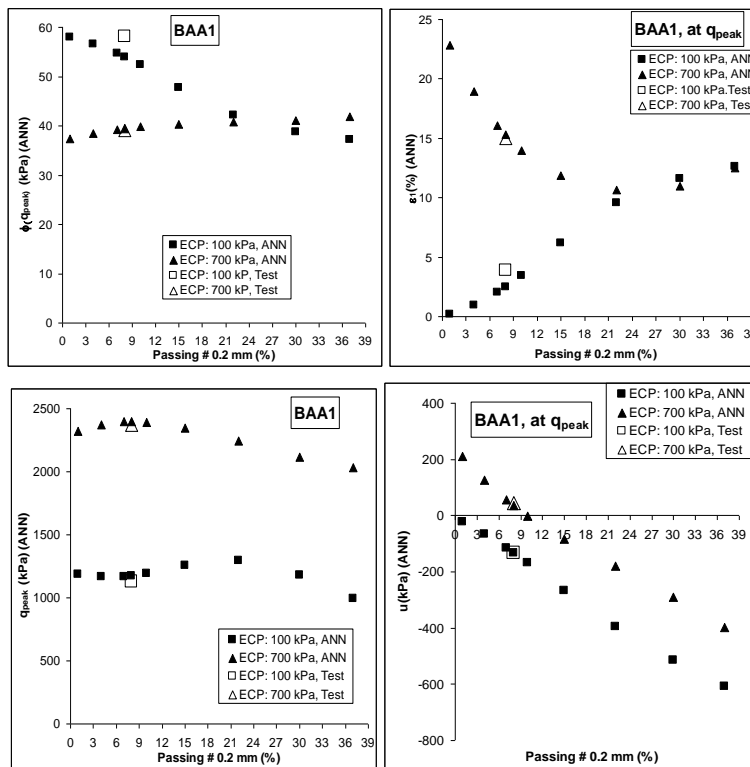 BAA1
60
50
40
30
20
10
0
ϕ(qpeak) (kPa) (ANN)
ECP: 100 kPa, ANN
ECP: 700 kPa, ANN
ECP: 100 kP, Test
ECP: 700 kP, Test
0 3 6 9 12 15 18 21 24 27 30 33 36 39
Passing # 0.2 mm (%)
BAA1, at qpeak
25
20
15
10
5
0
ε1(%) (ANN)
ECP: 100 kPa, ANN
ECP: 700 kPa, ANN
ECP: 100 kPa.Test
ECP: 700 kPa, Test
0 3 6 9 12 15 18 21 24 27 30 33 36 39
Passing # 0.2 mm (%)
BAA1
2500
2000
1500
1000
500
0
qpeak (kPa) (ANN)
ECP: 100 kPa, ANN
ECP: 700 kPa, ANN
ECP: 100 kPa, Test
ECP: 700 kPa, Test
0 3 6 9 12 15 18 21 24 27 30 33 36 39
Passing # 0.2 mm (%)
BAA1, at qpeak
400
200
0
-200
-400
-600
-800
u(kPa) (ANN)
ECP: 100 kPa, ANN
ECP: 700 kPa, ANN
ECP: 100 kPa, Test
ECP: 700 kPa, Test
0 3 6 9 12 15 18 21 24 27 30 33 36 39
Passing # 0.2 mm (%)